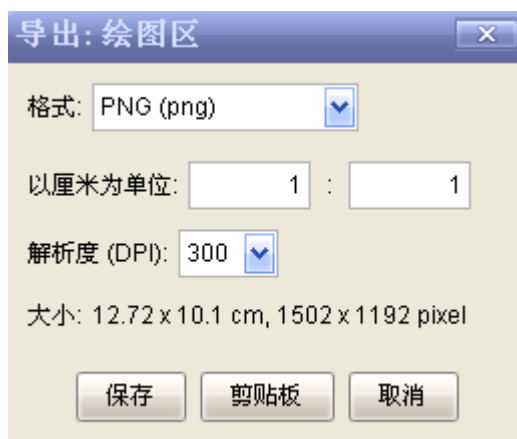 导出: 绘图区
格式: PNG (png)
以厘米为单位: 1 : 1
解析度 (DPI): 300
大小: 12.72 x 10.1 cm, 1502 x 1192 pixel
保存 剪贴板 取消